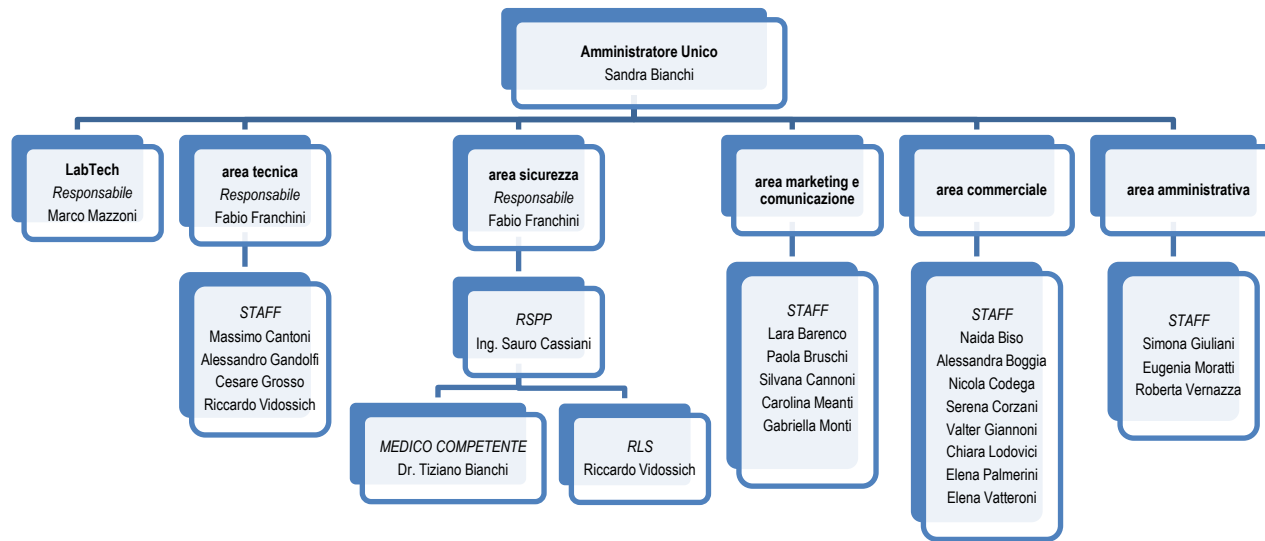 Amministratore Unico
Sandra Bianchi
LabTech
Responsabile
Marco Mazzoni
area tecnica
Responsabile
Fabio Franchini
area sicurezza
Responsabile
Fabio Franchini
area marketing e
comunicazione
area commerciale
area amministrativa
STAFF
Massimo Cantoni
Alessandro Gandolfi
Cesare Grosso
Riccardo Vidossich
RSPP
Ing. Sauro Cassiani
MEDICO COMPETENTE
Dr. Tiziano Bianchi
RLS
Riccardo Vidossich
STAFF
Lara Barenco
Paola Bruschi
Silvana Cannoni
Carolina Meanti
Gabriella Monti
STAFF
Naida Biso
Alessandra Boggia
Nicola Codega
Serena Corzani
Valter Giannoni
Chiara Lodovici
Elena Palmerini
Elena Vatteroni
STAFF
Simona Giuliani
Eugenia Moratti
Roberta Vernazza